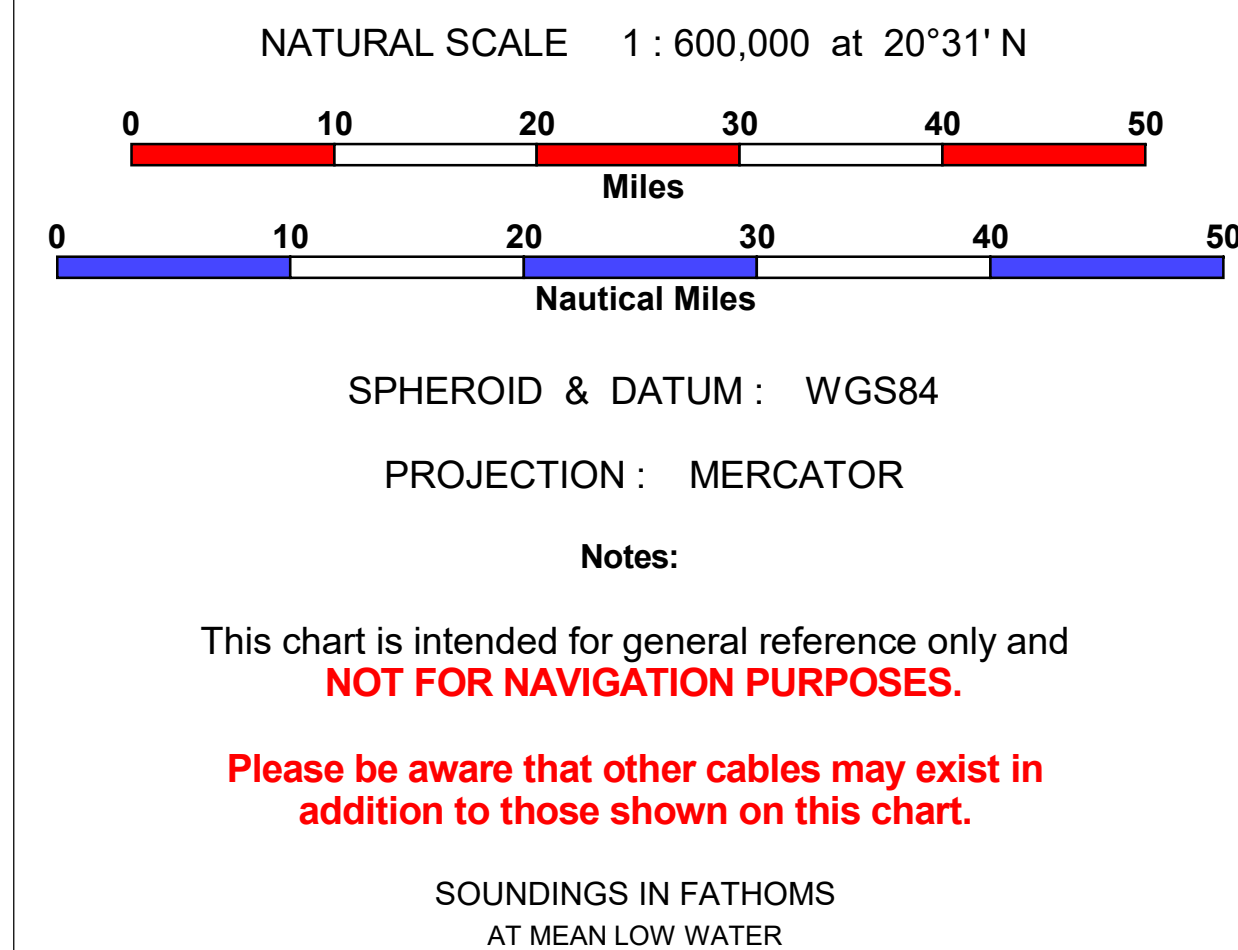 NATURAL SCALE 1 : 600,000 at 20°31' N
0 10 20 30 40 50
Miles
0 10 20 30 40 50
Nautical Miles
SPHEROID & DATUM : WGS84
PROJECTION : MERCATOR
Notes:
This chart is intended for general reference only and
NOT FOR NAVIGATION PURPOSES.
Please be aware that other cables may exist in
addition to those shown on this chart.
SOUNDINGS IN FATHOMS
AT MEAN LOW WATER